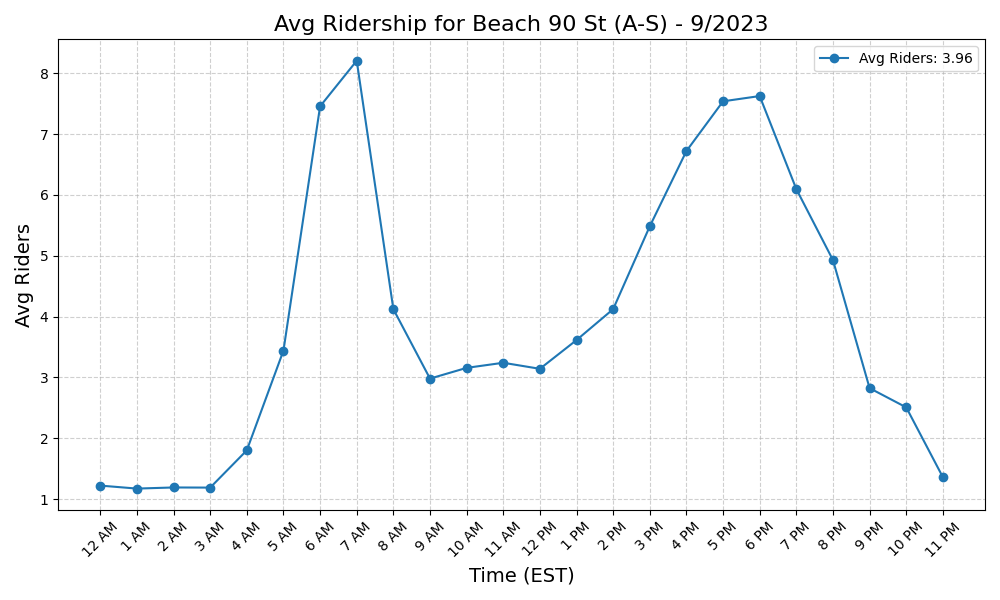 Avg Ridership for Beach 90 St (A-S) - 9/2023
Avg Riders: 3.96
Avg Riders
8
7
6
5
4
3
2
1
12 AM
1 AM
2 AM
3 AM
4 AM
5 AM
6 AM
7 AM
8 AM
9 AM
10 AM
11 AM
12 PM
1 PM
2 PM
3 PM
4 PM
5 PM
6 PM
7 PM
8 PM
9 PM
10 PM
11 PM
Time (EST)